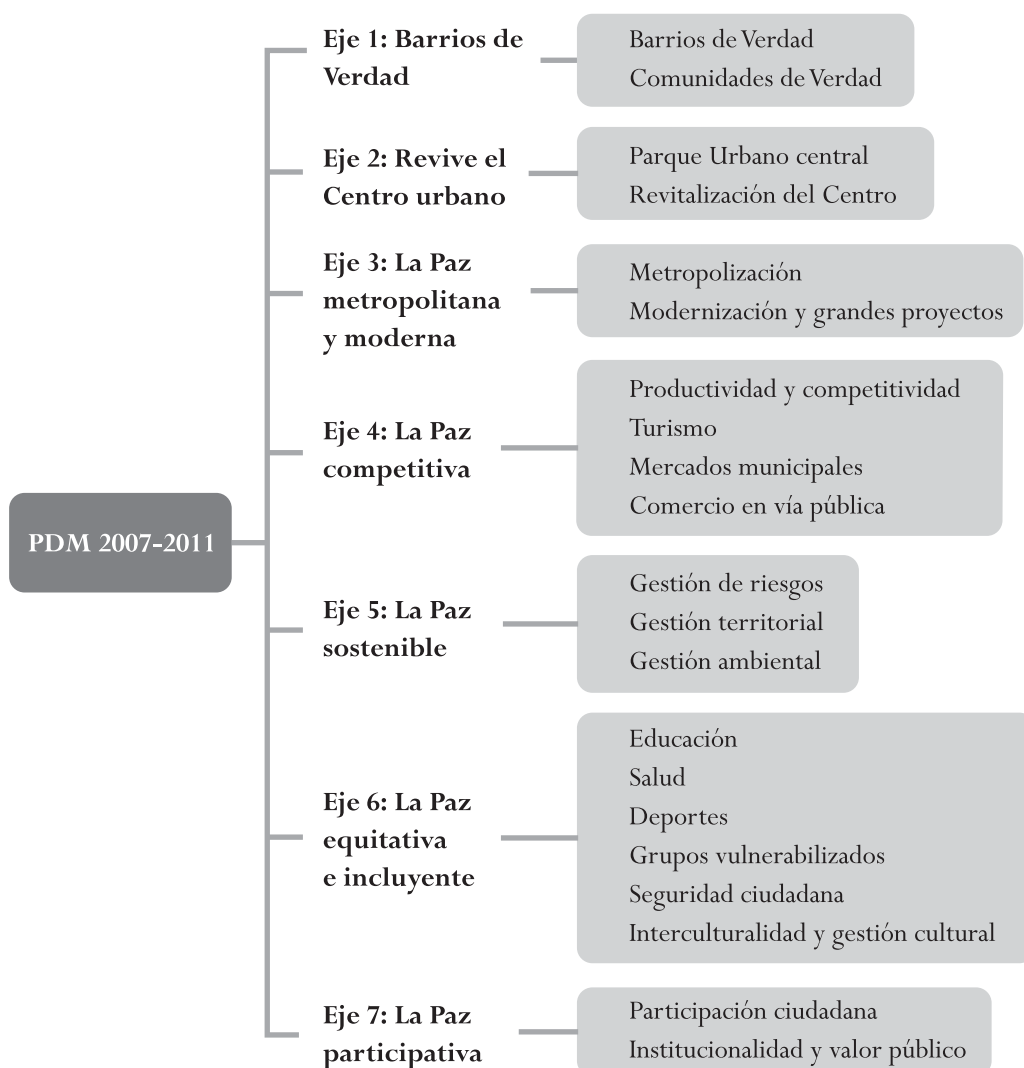 PDM 2007-2011
Eje 1: Barrios de
Verdad
Barrios de Verdad
Comunidades de Verdad
Eje 2: Revive el
Centro urbano
Parque Urbano central
Revitalización del Centro
Eje 3: La Paz
metropolitana
y moderna
Metropolización
Modernización y grandes proyectos
Eje 4: La Paz
competitiva
Productividad y competitividad
Turismo
Mercados municipales
Comercio en vía pública
Eje 5: La Paz
sostenible
Gestión de riesgos
Gestión territorial
Gestión ambiental
Eje 6: La Paz
equitativa
e incluyente
Educación
Salud
Deportes
Grupos vulnerabilizados
Seguridad ciudadana
Interculturalidad y gestión cultural
Eje 7: La Paz
participativa
Participación ciudadana
Institucionalidad y valor público